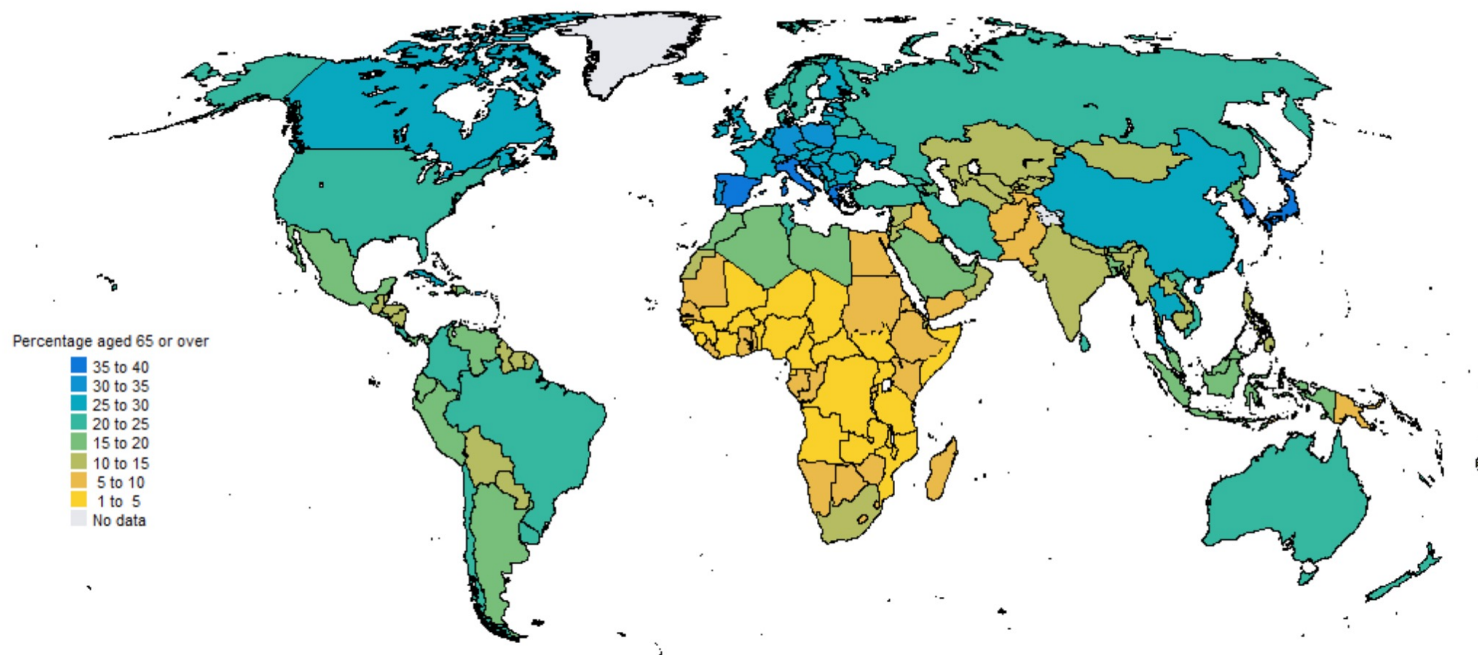 Percentage aged 65 or over
35 to 40
30 to 35
25 to 30
20 to 25
15 to 20
10 to 15
5 to 10
1 to 5
No data